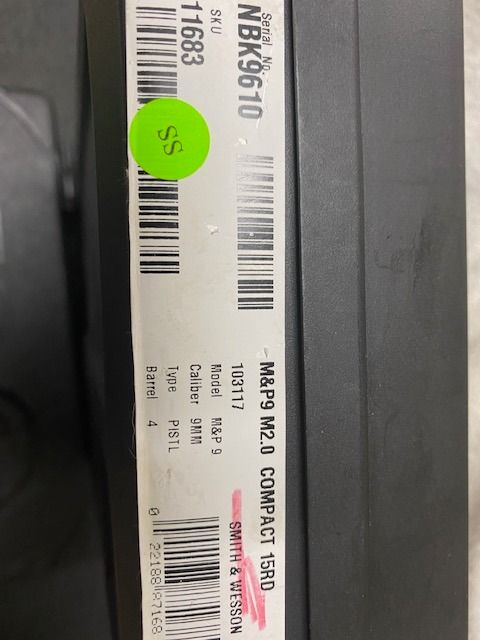 Serial No.
NBK9610
SKU
11683
SS
M&P9 M2.0 COMPACT 15RD
103117
SMITH & WESSON
Model M&P 9
Caliber 9MM
Type PISTL
Barrel 4
0 22188 87168